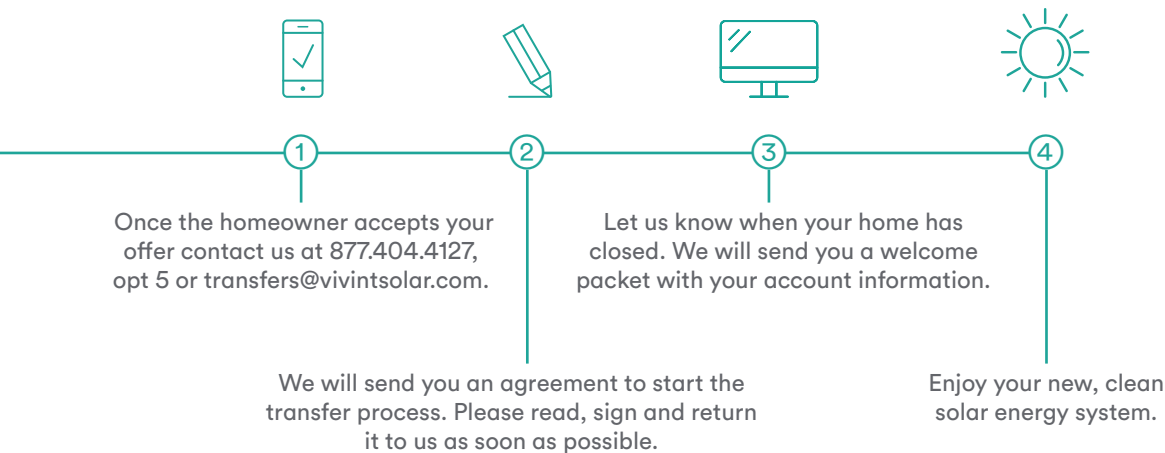 1
Once the homeowner accepts your
offer contact us at 877.404.4127,
opt 5 or transfers@vivintsolar.com.
2
We will send you an agreement to start the
transfer process. Please read, sign and return
it to us as soon as possible.
3
Let us know when your home has
closed. We will send you a welcome
packet with your account information.
4
Enjoy your new, clean
solar energy system.